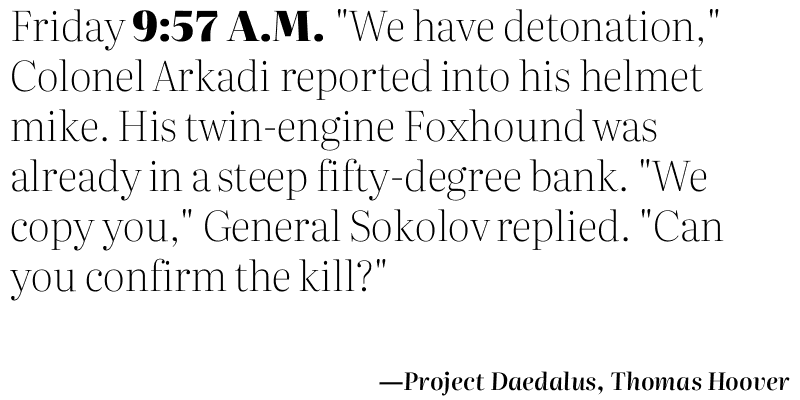 Friday 9:57 A.M. "We have detonation,"
Colonel Arkadi reported into his helmet
mike. His twin-engine Foxhound was
already in a steep fifty-degree bank. "We
copy you," General Sokolov replied. "Can
you confirm the kill?"
—Project Daedalus, Thomas Hoover